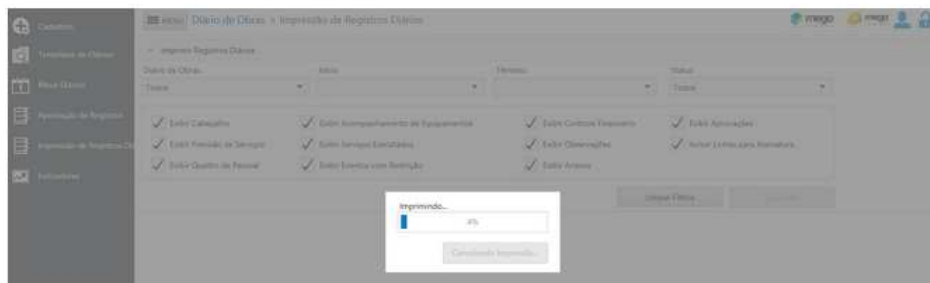 Cadastros
MENU Diário de Obras > Impressão de Registros Diários mego mego
Templates de Diários
Imprimir Registros Diários
Meus Diários
Diário de Obras: Início: Término: Status:
Todos Todos
Aprovação de Registros
Exibir Cabeçalho Exibir Acompanhamento de Equipamentos Exibir Controle Financeiro Exibir Aprovações
Impressão de Registros Di
Exibir Previsão de Serviços Exibir Serviços Executados Exibir Observações Incluir Linhas para Assinatura
Exibir Quadro de Pessoal Exibir Eventos com Restrição Exibir Anexos
Indicadores
Limpar Filtros
Imprimindo...
4%
Cancelando Impressão...